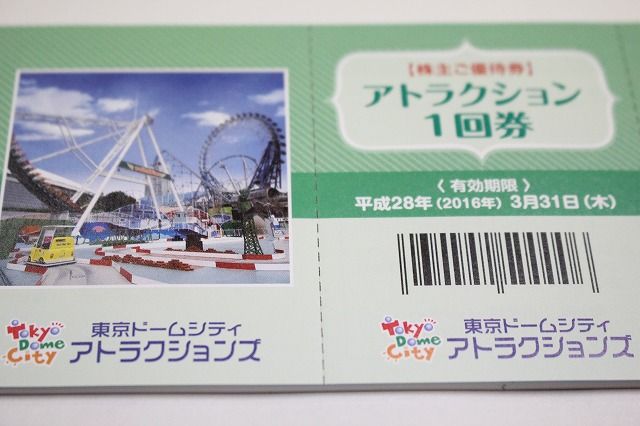 【株主ご優待券】
アトラクション
1回券
〈 有効期限 〉
平成28年(2016年) 3月31日(木)
Tokyo
Dome
City
東京ドームシティ
アトラクションズ
Tokyo
Dome
City
東京ドームシティ
アトラクションズ